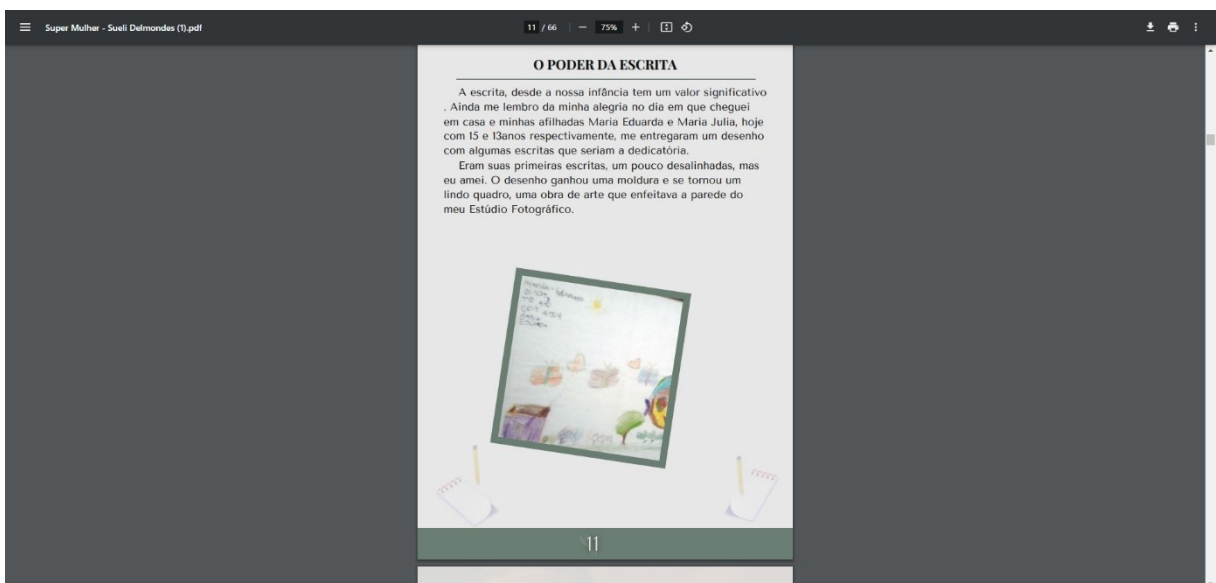 Super Mulher - Sueli Delmondes (1).pdf
11 / 66
75%
O PODER DA ESCRITA
A escrita, desde a nossa infância tem um valor significativo
. Ainda me lembro da minha alegria no dia em que cheguei
em casa e minhas afilhadas Maria Eduarda e Maria Julia, hoje
com 15 e 13anos respectivamente, me entregaram um desenho
com algumas escritas que seriam a dedicatória.
Eram suas primeiras escritas, um pouco desalinhadas, mas
eu amei. O desenho ganhou uma moldura e se tornou um
lindo quadro, uma obra de arte que enfeitava a parede do
meu Estúdio Fotográfico.
11